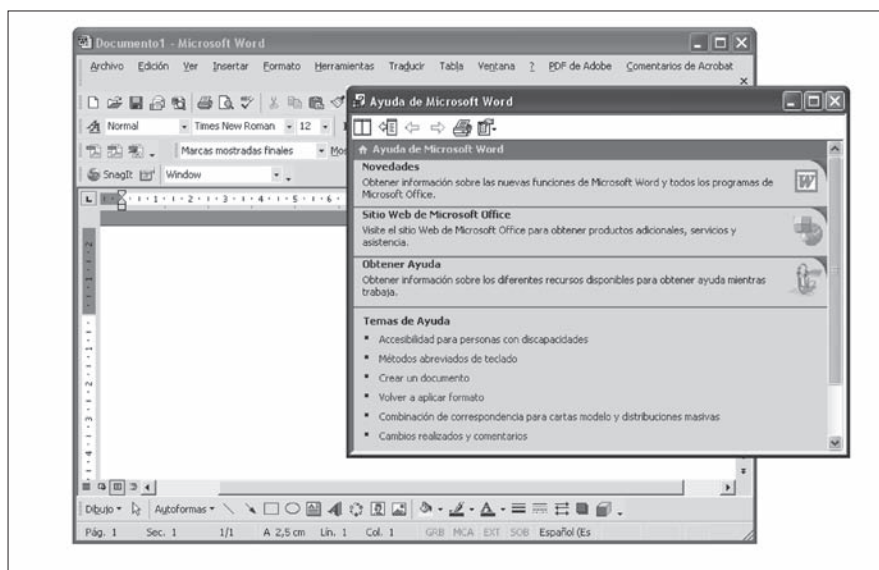 Documento1 - Microsoft Word
Archivo Edición Ver Insertar Formato Herramientas Traducir Tabla Ventana ? PDF de Adobe Comentarios de Acrobat
Normal Times New Roman 12
Marcas mostradas finales
SnagIt Window
1 2 3 4 5 6
Ayuda de Microsoft Word
Ayuda de Microsoft Word
Novedades
Obtener información sobre las nuevas funciones de Microsoft Word y todos los programas de
Microsoft Office.
Sitio Web de Microsoft Office
Visite el sitio Web de Microsoft Office para obtener productos adicionales, servicios y
asistencia.
Obtener Ayuda
Obtener información sobre los diferentes recursos disponibles para obtener ayuda mientras
trabaja.
Temas de Ayuda
Accesibilidad para personas con discapacidades
Métodos abreviados de teclado
Crear un documento
Volver a aplicar formato
Combinación de correspondencia para cartas modelo y distribuciones masivas
Cambios realizados y comentarios
Dibujo Autoformas
Pág. 1 Sec. 1 1/1 A 2,5 cm Lín. 1 Col. 1 GRB MCA EXT SOB Español (Es